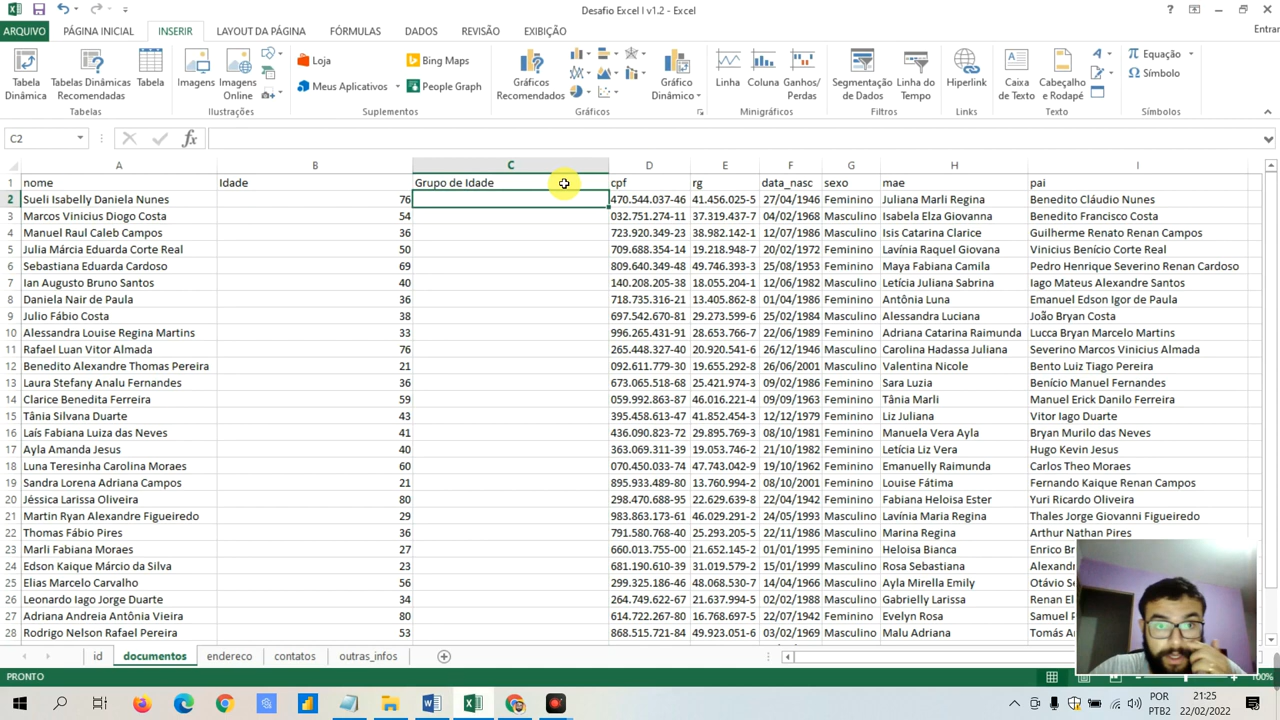 Desafio Excel I v1.2 - Excel
ARQUIVO PÁGINA INICIAL INSERIR LAYOUT DA PÁGINA FÓRMULAS DADOS REVISÃO EXIBIÇÃO Entrar
Tabela Dinâmica
Tabelas Dinâmicas Recomendadas
Tabela
Imagens
Imagens Online
Loja
Meus Aplicativos
Bing Maps
People Graph
Gráficos Recomendados
Gráfico Dinâmico
Linha
Coluna
Ganhos/Perdas
Segmentação de Dados
Linha do Tempo
Hiperlink
Caixa de Texto
Cabeçalho e Rodapé
Equação
Símbolo
Tabelas Ilustrações Suplementos Gráficos Minigráficos Filtros Links Texto Símbolos
C2 fx
A B C D E F G H I
1 nome Idade Grupo de Idade cpf rg data_nasc sexo mae pai
2 Sueli Isabelly Daniela Nunes 76 470.544.037-46 41.456.025-5 27/04/1946 Feminino Juliana Marli Regina Benedito Cláudio Nunes
3 Marcos Vinicius Diogo Costa 54 032.751.274-11 37.319.437-7 04/02/1968 Masculino Isabela Elza Giovanna Benedito Francisco Costa
4 Manuel Raul Caleb Campos 36 723.920.349-23 38.982.142-1 12/07/1986 Masculino Isis Catarina Clarice Guilherme Renato Renan Campos
5 Julia Márcia Eduarda Corte Real 50 709.688.354-14 19.218.948-7 20/02/1972 Feminino Lavínia Raquel Giovana Vinicius Benício Corte Real
6 Sebastiana Eduarda Cardoso 69 809.640.349-48 49.746.393-3 25/08/1953 Feminino Maya Fabiana Camila Pedro Henrique Severino Renan Cardoso
7 Ian Augusto Bruno Santos 40 140.208.205-38 18.055.204-1 12/06/1982 Masculino Letícia Juliana Sabrina Iago Mateus Alexandre Santos
8 Daniela Nair de Paula 36 718.735.316-21 13.405.862-8 01/04/1986 Feminino Antônia Luna Emanuel Edson Igor de Paula
9 Julio Fábio Costa 38 697.542.670-81 29.273.599-6 25/02/1984 Masculino Alessandra Luciana João Bryan Costa
10 Alessandra Louise Regina Martins 33 996.265.431-91 28.653.766-7 22/06/1989 Feminino Adriana Catarina Raimunda Lucca Bryan Marcelo Martins
11 Rafael Luan Vitor Almada 76 265.448.327-40 20.920.541-6 26/12/1946 Masculino Carolina Hadassa Juliana Severino Marcos Vinicius Almada
12 Benedito Alexandre Thomas Pereira 21 092.611.779-30 19.655.292-8 26/06/2001 Masculino Valentina Nicole Bento Luiz Tiago Pereira
13 Laura Stefany Analu Fernandes 36 673.065.518-68 25.421.974-3 09/02/1986 Feminino Sara Luzia Benício Manuel Fernandes
14 Clarice Benedita Ferreira 59 059.992.863-87 46.016.221-4 09/09/1963 Feminino Tânia Marli Manuel Erick Danilo Ferreira
15 Tânia Silvana Duarte 43 395.458.613-47 41.852.454-3 12/12/1979 Feminino Liz Juliana Vitor Iago Duarte
16 Laís Fabiana Luiza das Neves 41 436.090.823-72 29.895.769-3 08/10/1981 Feminino Manuela Vera Ayla Bryan Murilo das Neves
17 Ayla Amanda Jesus 40 363.069.311-39 19.053.746-2 21/10/1982 Feminino Letícia Liz Vera Hugo Kevin Jesus
18 Luna Teresinha Carolina Moraes 60 070.450.033-74 47.743.042-9 19/10/1962 Feminino Emanuelly Raimunda Carlos Theo Moraes
19 Sandra Lorena Adriana Campos 21 895.933.489-80 13.760.994-2 08/10/2001 Feminino Louise Fátima Fernando Kaique Renan Campos
20 Jéssica Larissa Oliveira 80 298.470.688-95 22.629.639-8 22/04/1942 Feminino Fabiana Heloisa Ester Yuri Ricardo Oliveira
21 Martin Ryan Alexandre Figueiredo 29 983.863.173-61 46.029.291-2 24/05/1993 Masculino Lavínia Maria Regina Thales Jorge Giovanni Figueiredo
22 Thomas Fábio Pires 36 791.580.768-40 25.293.455-5 22/11/1986 Masculino Marina Regina Arthur Nathan Pires
23 Marli Fabiana Moraes 27 660.013.755-00 21.652.145-2 01/01/1995 Feminino Heloisa Bianca Enrico Br
24 Edson Kaique Márcio da Silva 23 681.190.610-39 31.019.579-2 15/01/1999 Masculino Rosa Sebastiana Alexand
25 Elias Marcelo Carvalho 56 299.325.186-46 48.068.530-7 14/04/1966 Masculino Ayla Mirella Emily Otávio S
26 Leonardo Iago Jorge Duarte 34 264.749.622-67 21.637.994-5 02/02/1988 Masculino Gabrielly Larissa Renan El
27 Adriana Andreia Antônia Vieira 80 614.722.267-80 16.768.697-5 22/07/1942 Feminino Evelyn Rosa Samuel
28 Rodrigo Nelson Rafael Pereira 53 868.515.721-84 49.923.051-6 03/02/1969 Masculino Malu Adriana Tomás A
id documentos endereco contatos outras_infos
PRONTO 100%
POR 21:25
PTB2 22/02/2022